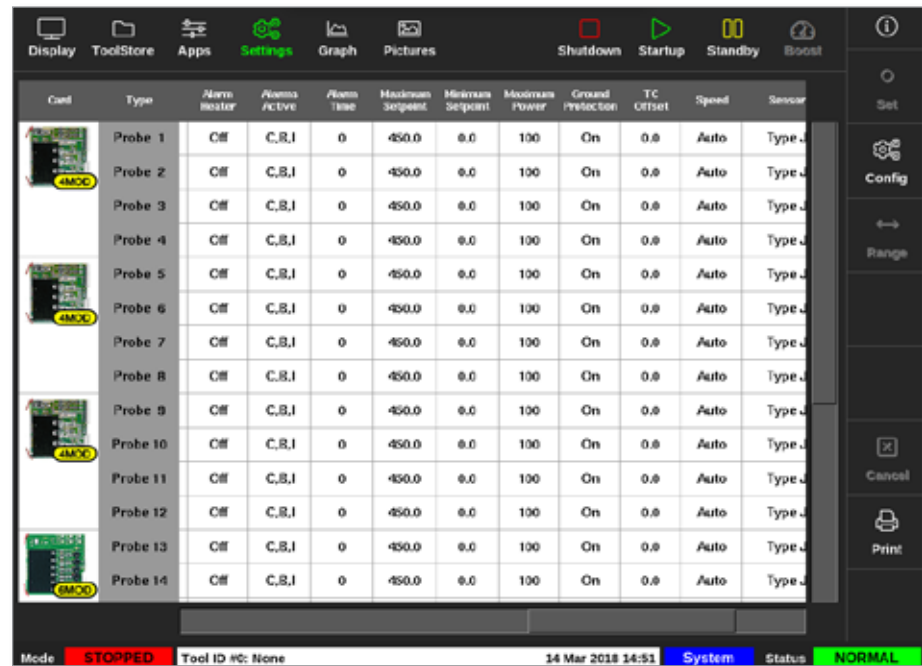 Display ToolStore Apps Settings Graph Pictures Shutdown Startup Standby Boost
Card Type Alarm Heater Alarms Active Alarm Time Maximum Setpoint Minimum Setpoint Maximum Power Ground Protection TC Offset Speed Sensor
Set
Config
Range
Cancel
Print
4MOD
Probe 1 Off C,B,I 0 450.0 0.0 100 On 0.0 Auto Type J
Probe 2 Off C,B,I 0 450.0 0.0 100 On 0.0 Auto Type J
Probe 3 Off C,B,I 0 450.0 0.0 100 On 0.0 Auto Type J
Probe 4 Off C,B,I 0 450.0 0.0 100 On 0.0 Auto Type J
4MOD
Probe 5 Off C,B,I 0 450.0 0.0 100 On 0.0 Auto Type J
Probe 6 Off C,B,I 0 450.0 0.0 100 On 0.0 Auto Type J
Probe 7 Off C,B,I 0 450.0 0.0 100 On 0.0 Auto Type J
Probe 8 Off C,B,I 0 450.0 0.0 100 On 0.0 Auto Type J
4MOD
Probe 9 Off C,B,I 0 450.0 0.0 100 On 0.0 Auto Type J
Probe 10 Off C,B,I 0 450.0 0.0 100 On 0.0 Auto Type J
Probe 11 Off C,B,I 0 450.0 0.0 100 On 0.0 Auto Type J
Probe 12 Off C,B,I 0 450.0 0.0 100 On 0.0 Auto Type J
6MOD
Probe 13 Off C,B,I 0 450.0 0.0 100 On 0.0 Auto Type J
Probe 14 Off C,B,I 0 450.0 0.0 100 On 0.0 Auto Type J
Mode STOPPED Tool ID #0: None 14 Mar 2018 14:51 System Status NORMAL